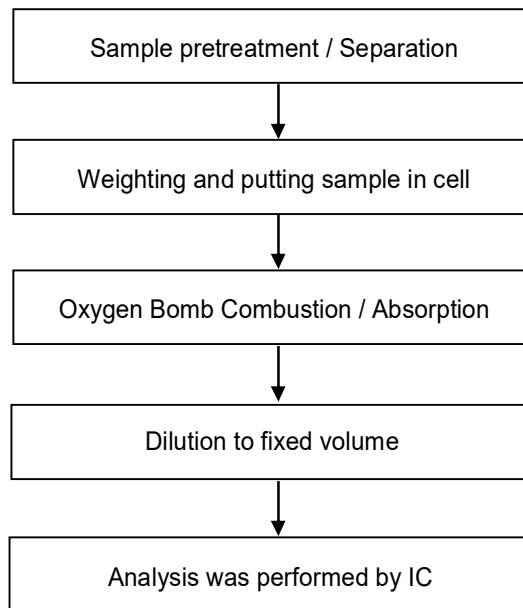 Sample pretreatment / Separation
Weighting and putting sample in cell
Oxygen Bomb Combustion / Absorption
Dilution to fixed volume
Analysis was performed by IC